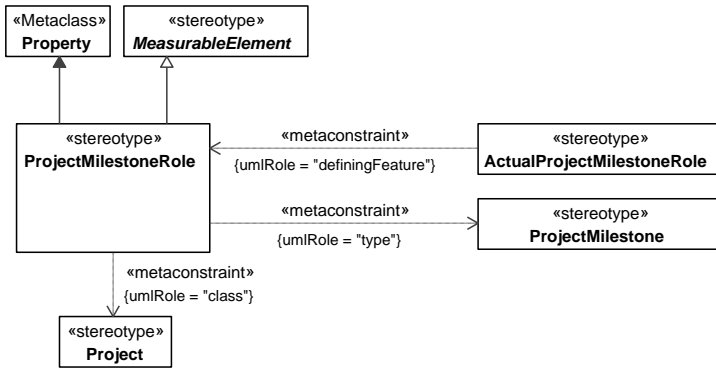 «Metaclass»
Property
«stereotype»
MeasurableElement
«stereotype»
ProjectMilestoneRole
«metaconstraint»
{umlRole = "definingFeature"}
«stereotype»
ActualProjectMilestoneRole
«metaconstraint»
{umlRole = "type"}
«stereotype»
ProjectMilestone
«metaconstraint»
{umlRole = "class"}
«stereotype»
Project